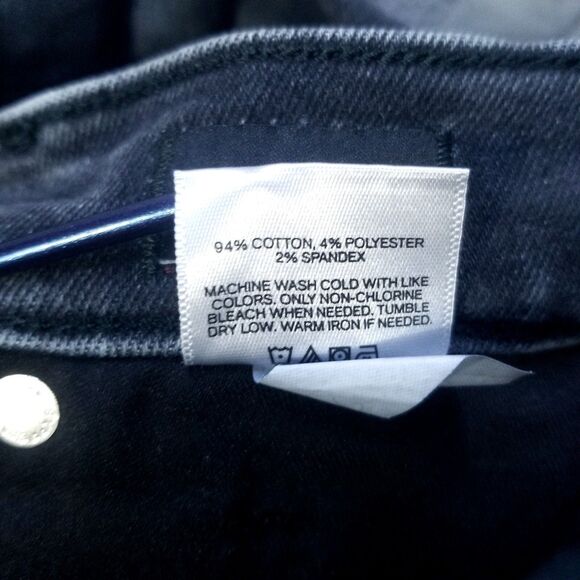 94% COTTON, 4% POLYESTER
2% SPANDEX
MACHINE WASH COLD WITH LIKE
COLORS. ONLY NON-CHLORINE
BLEACH WHEN NEEDED. TUMBLE
DRY LOW. WARM IRON IF NEEDED.